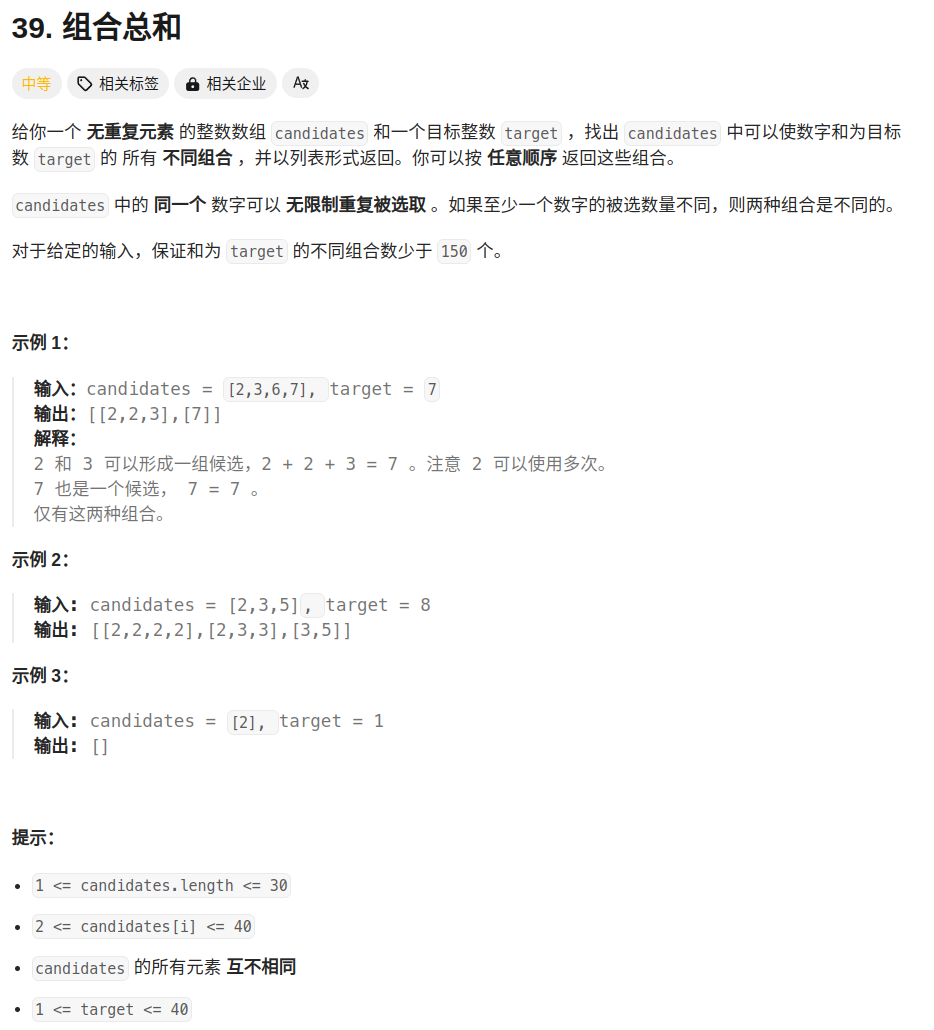 39. 组合总和
中等 相关标签 相关企业
给你一个 无重复元素 的整数数组 candidates 和一个目标整数 target ，找出 candidates 中可以使数字和为目标
数 target 的 所有 不同组合 ，并以列表形式返回。你可以按 任意顺序 返回这些组合。
candidates 中的 同一个 数字可以 无限制重复被选取 。如果至少一个数字的被选数量不同，则两种组合是不同的。
对于给定的输入，保证和为 target 的不同组合数少于 150 个。
示例 1：
输入：candidates = [2,3,6,7], target = 7
输出：[[2,2,3],[7]]
解释：
2 和 3 可以形成一组候选，2 + 2 + 3 = 7 。注意 2 可以使用多次。
7 也是一个候选， 7 = 7 。
仅有这两种组合。
示例 2：
输入: candidates = [2,3,5], target = 8
输出: [[2,2,2,2],[2,3,3],[3,5]]
示例 3：
输入: candidates = [2], target = 1
输出: []
提示：
• 1 <= candidates.length <= 30
• 2 <= candidates[i] <= 40
• candidates 的所有元素 互不相同
• 1 <= target <= 40